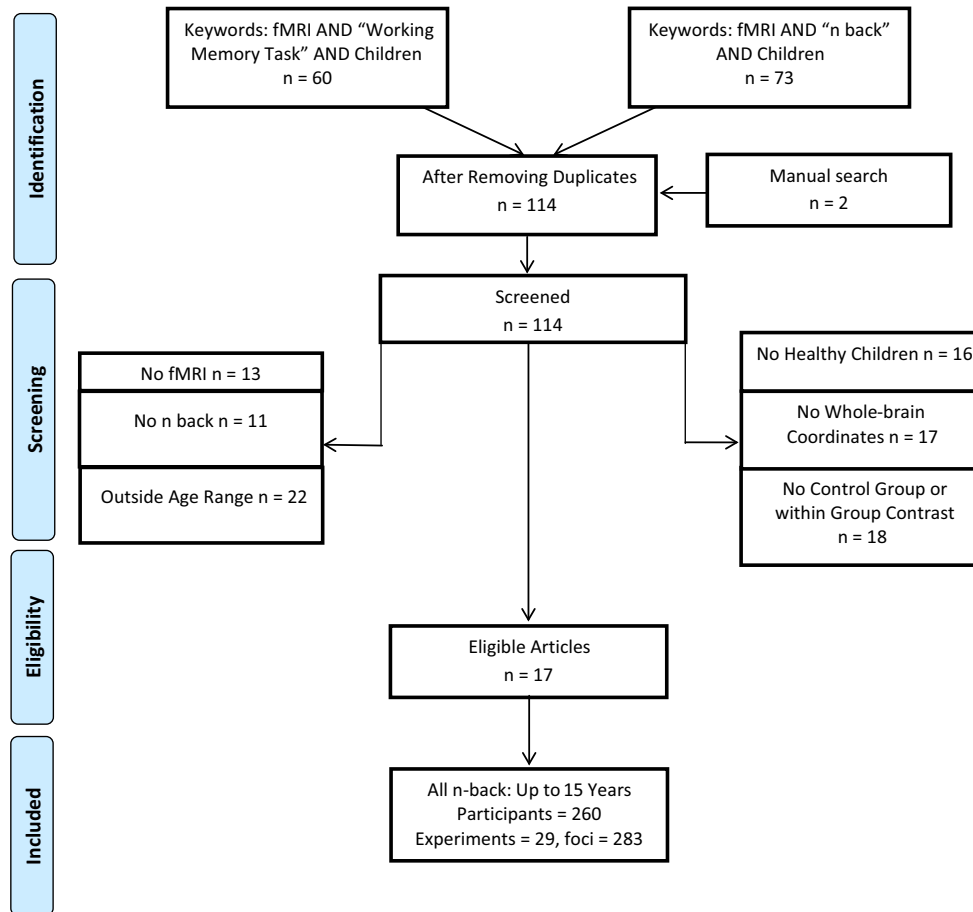 Identification
Keywords: fMRI AND “Working
Memory Task” AND Children
n = 60
Keywords: fMRI AND “n back”
AND Children
n = 73
After Removing Duplicates
n = 114
Manual search
n = 2
Screening
Screened
n = 114
No fMRI n = 13
No n back n = 11
Outside Age Range n = 22
No Healthy Children n = 16
No Whole-brain
Coordinates n = 17
No Control Group or
within Group Contrast
n = 18
Eligibility
Eligible Articles
n = 17
Included
All n-back: Up to 15 Years
Participants = 260
Experiments = 29, foci = 283